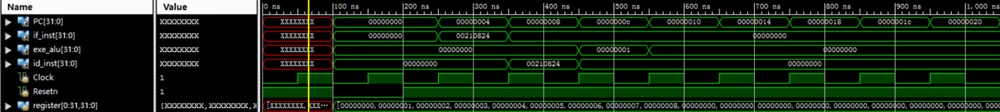 Name Value 0 ns 100 ns 200 ns 300 ns 400 ns 500 ns 600 ns 700 ns 800 ns 900 ns 1,000 ns
PC[31:0] XXXXXXXX XXXXXXXX 00000000 00000004 00000008 0000000c 00000010 00000014 00000018 0000001c 00000020
if_inst[31:0] XXXXXXXX XXXXXXXX 00000000 00210824 00000000
exe_alu[31:0] XXXXXXXX XXXXXXXX 00000000 00000001 00000000
id_inst[31:0] XXXXXXXX XXXXXXXX 00000000 00210824 00000000
Clock 1
Resetn 1
register[0:31,31:0] [XXXXXXXX,XXXXXXXX,X [XXXXXXXX, XXX... [00000000, 00000001, 00000002, 00000003, 00000004, 00000005, 00000006, 00000007, 00000008, 00000000, 00000000, 00000000, 00000000, 00000000, 00000000, 00000000, 00000000, 000